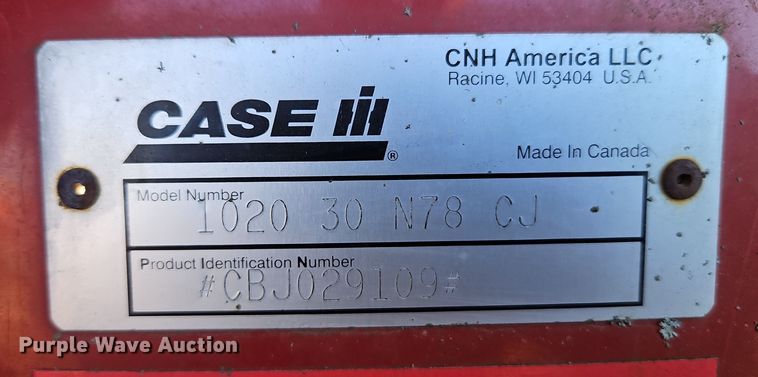 CNH America LLC
Racine, WI 53404 U.S.A.
CASE IH
®
Made In Canada
Model Number
1020 30 N78 CJ
Product Identification Number
#CBJ029109#
Purple Wave Auction